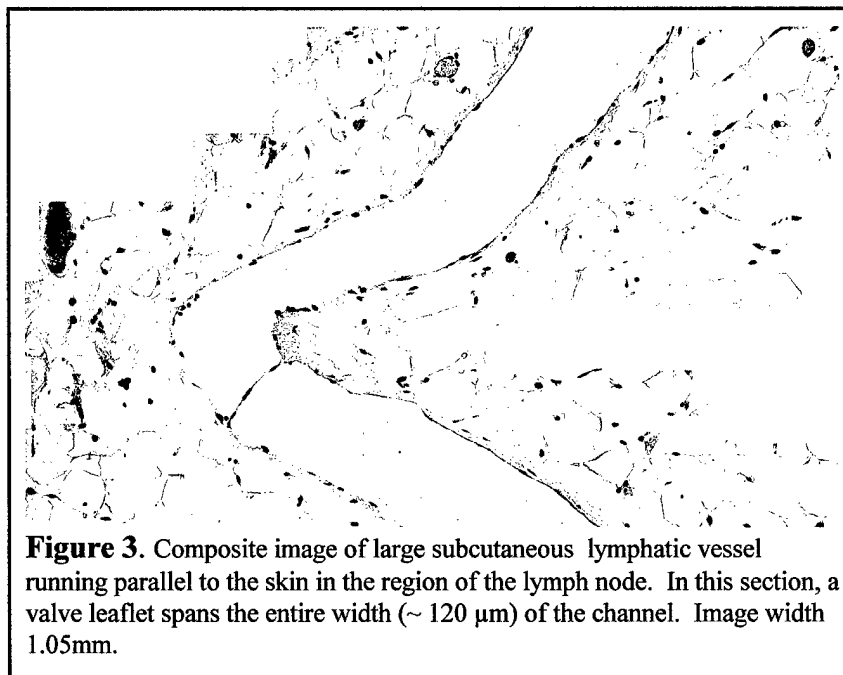 Figure 3. Composite image of large subcutaneous lymphatic vessel
running parallel to the skin in the region of the lymph node. In this section, a
valve leaflet spans the entire width (~ 120 µm) of the channel. Image width
1.05mm.